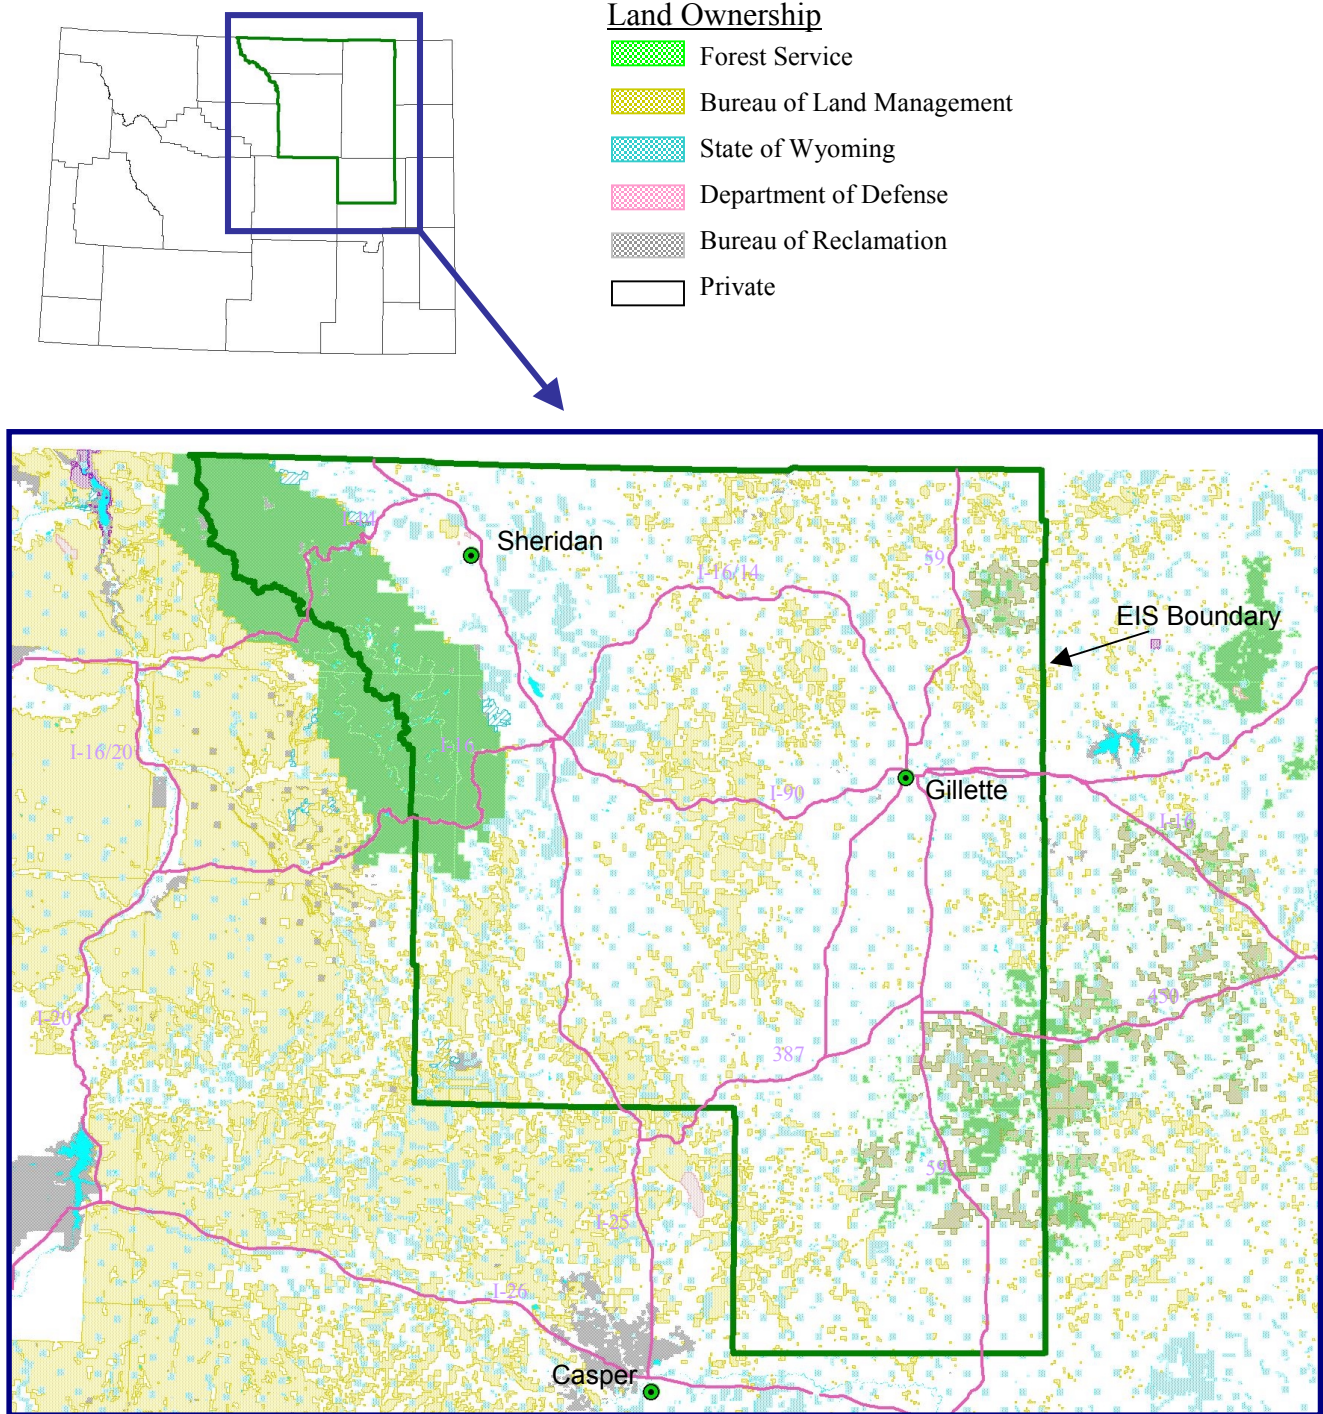 Land Ownership
Forest Service
Bureau of Land Management
State of Wyoming
Department of Defense
Bureau of Reclamation
Private
Sheridan
I-16/14
59
EIS Boundary
I-16
I-16/20
I-90
Gillette
I-16
450
I-20
387
59
I-25
I-26
Casper